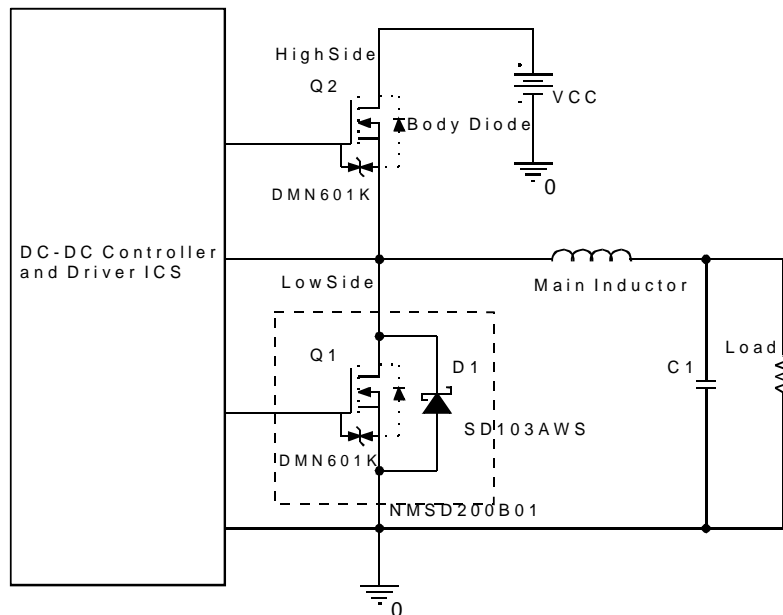 HighSide
Q2
VCC
Body Diode
0
DMN601K
DC-DC Controller
and Driver ICS
LowSide
Main Inductor
Q1
D1
C1
Load
SD103AWS
DMN601K
NMSD200B01
0